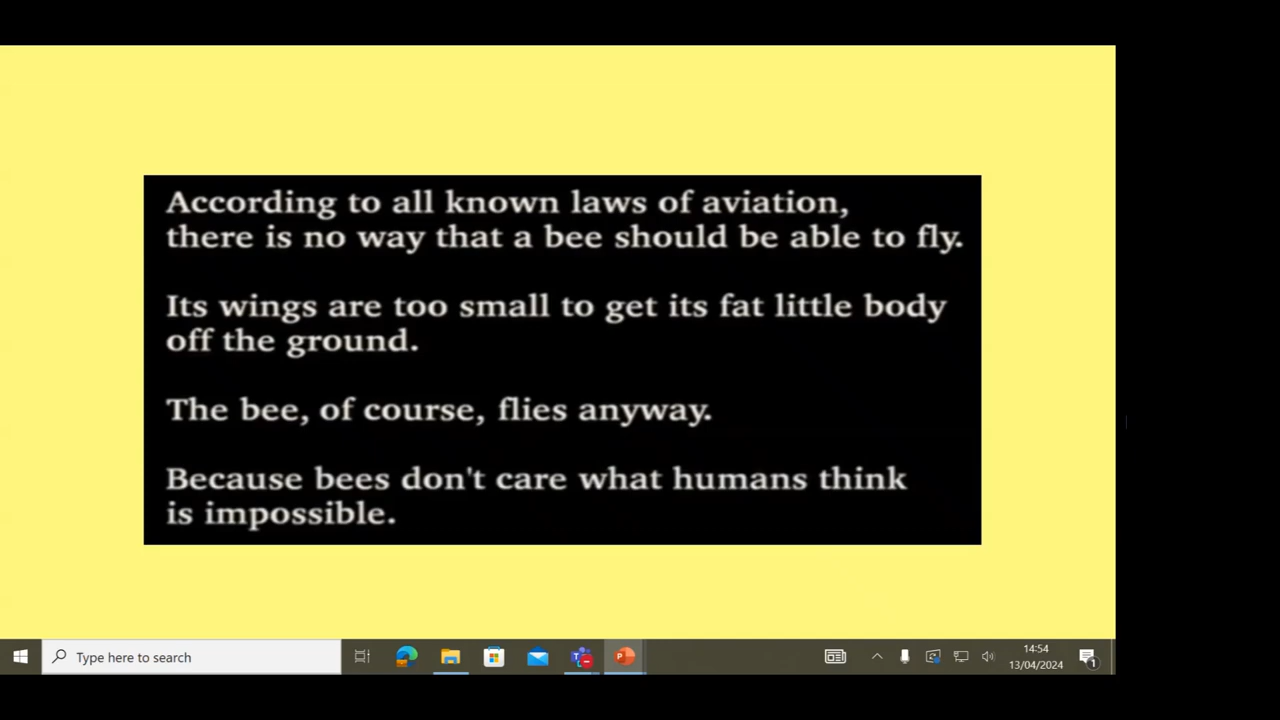 According to all known laws of aviation,
there is no way that a bee should be able to fly.
Its wings are too small to get its fat little body
off the ground.
The bee, of course, flies anyway.
Because bees don't care what humans think
is impossible.
Type here to search
14:54
13/04/2024
1